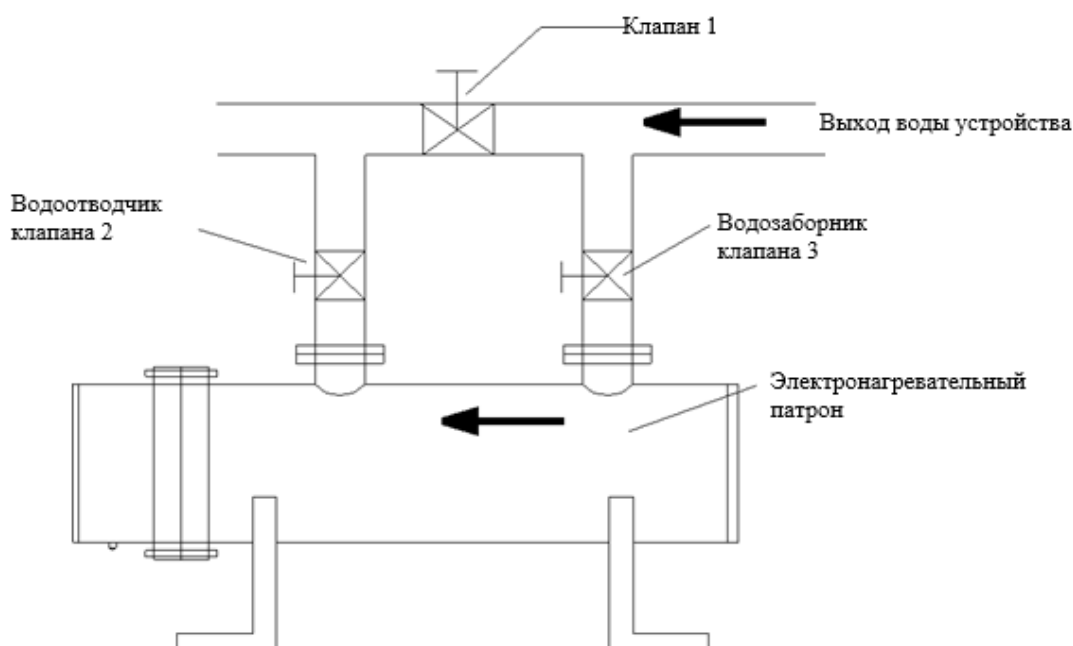 Клапан 1
Выход воды устройства
Водоотводчик
клапана 2
Водозаборник
клапана 3
Электронагревательный
патрон